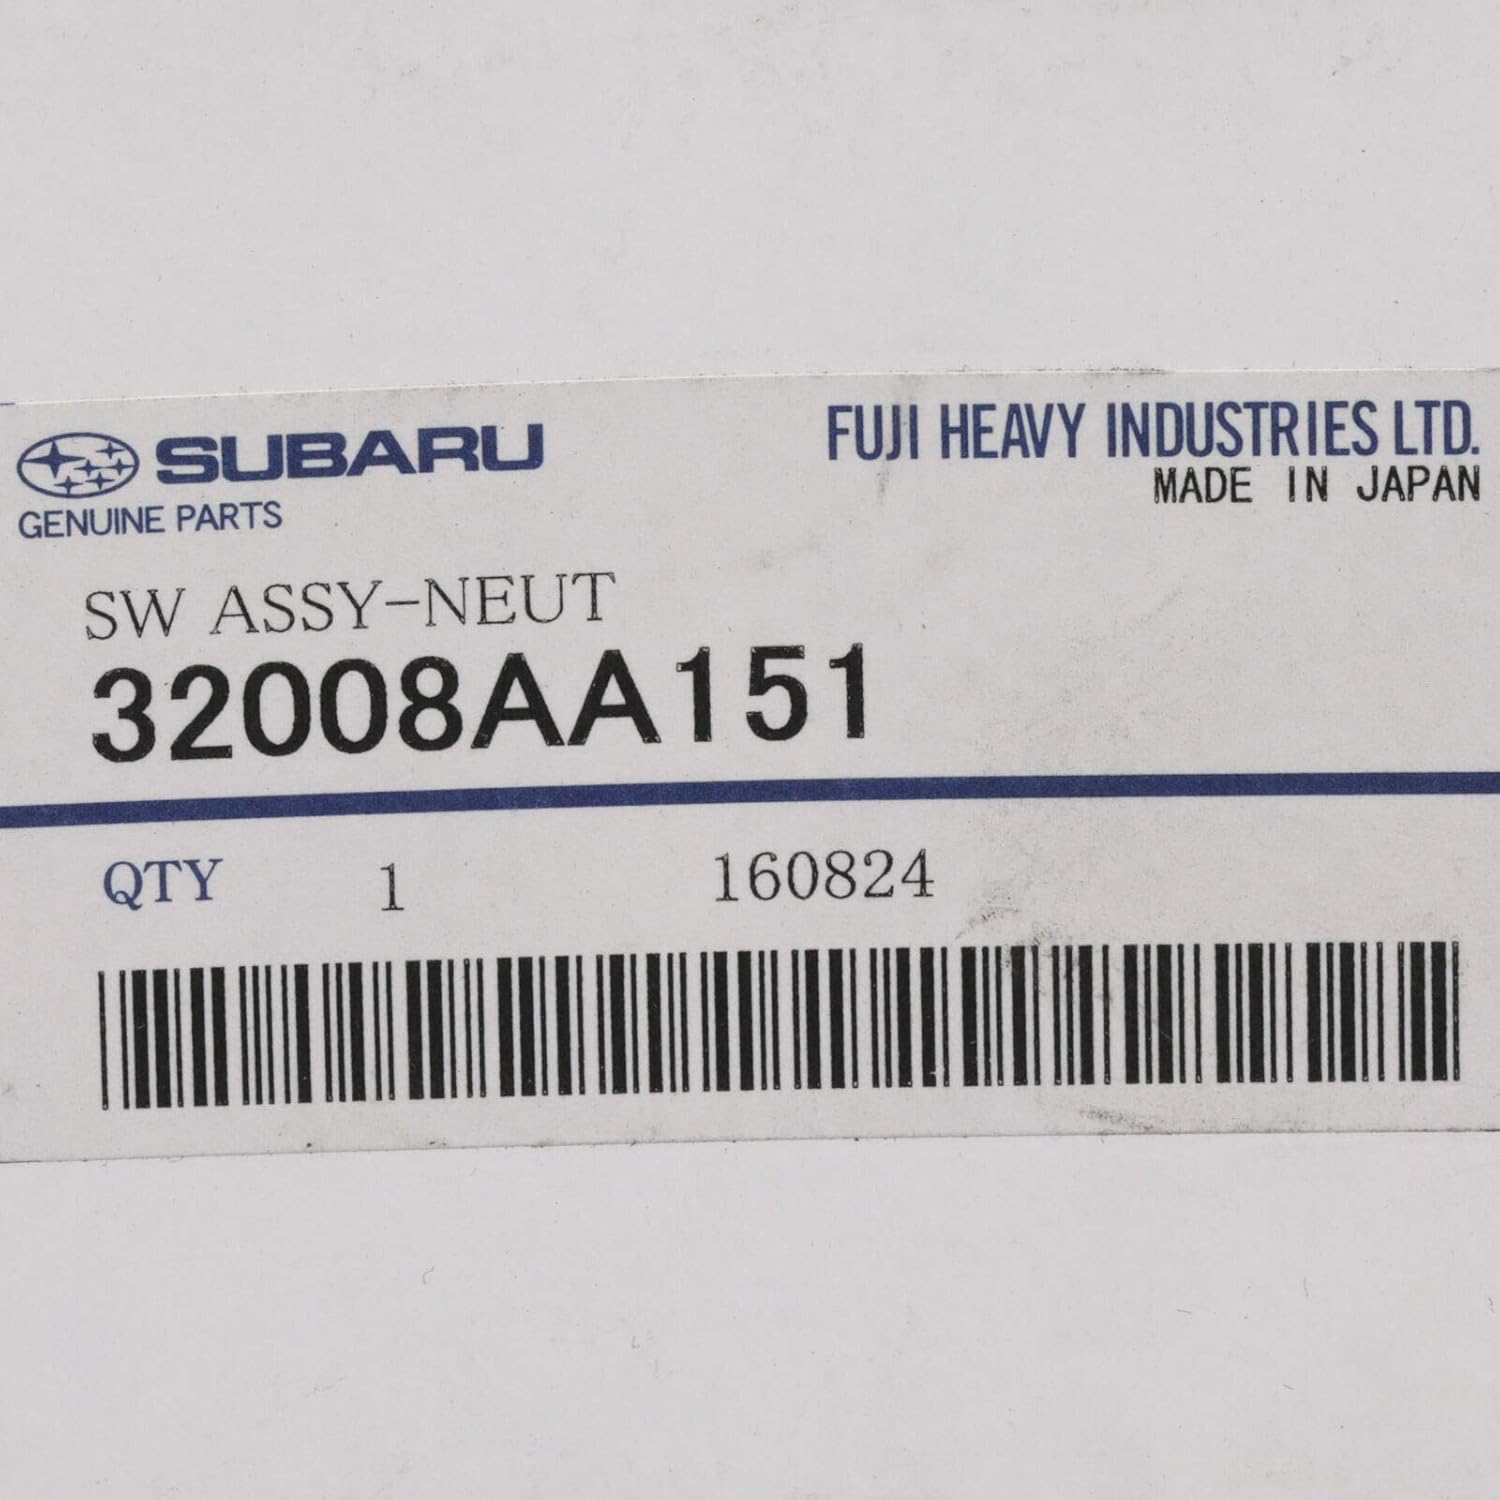 SUBARU
GENUINE PARTS
FUJI HEAVY INDUSTRIES LTD.
MADE IN JAPAN
SW ASSY-NEUT
32008AA151
QTY 1 160824